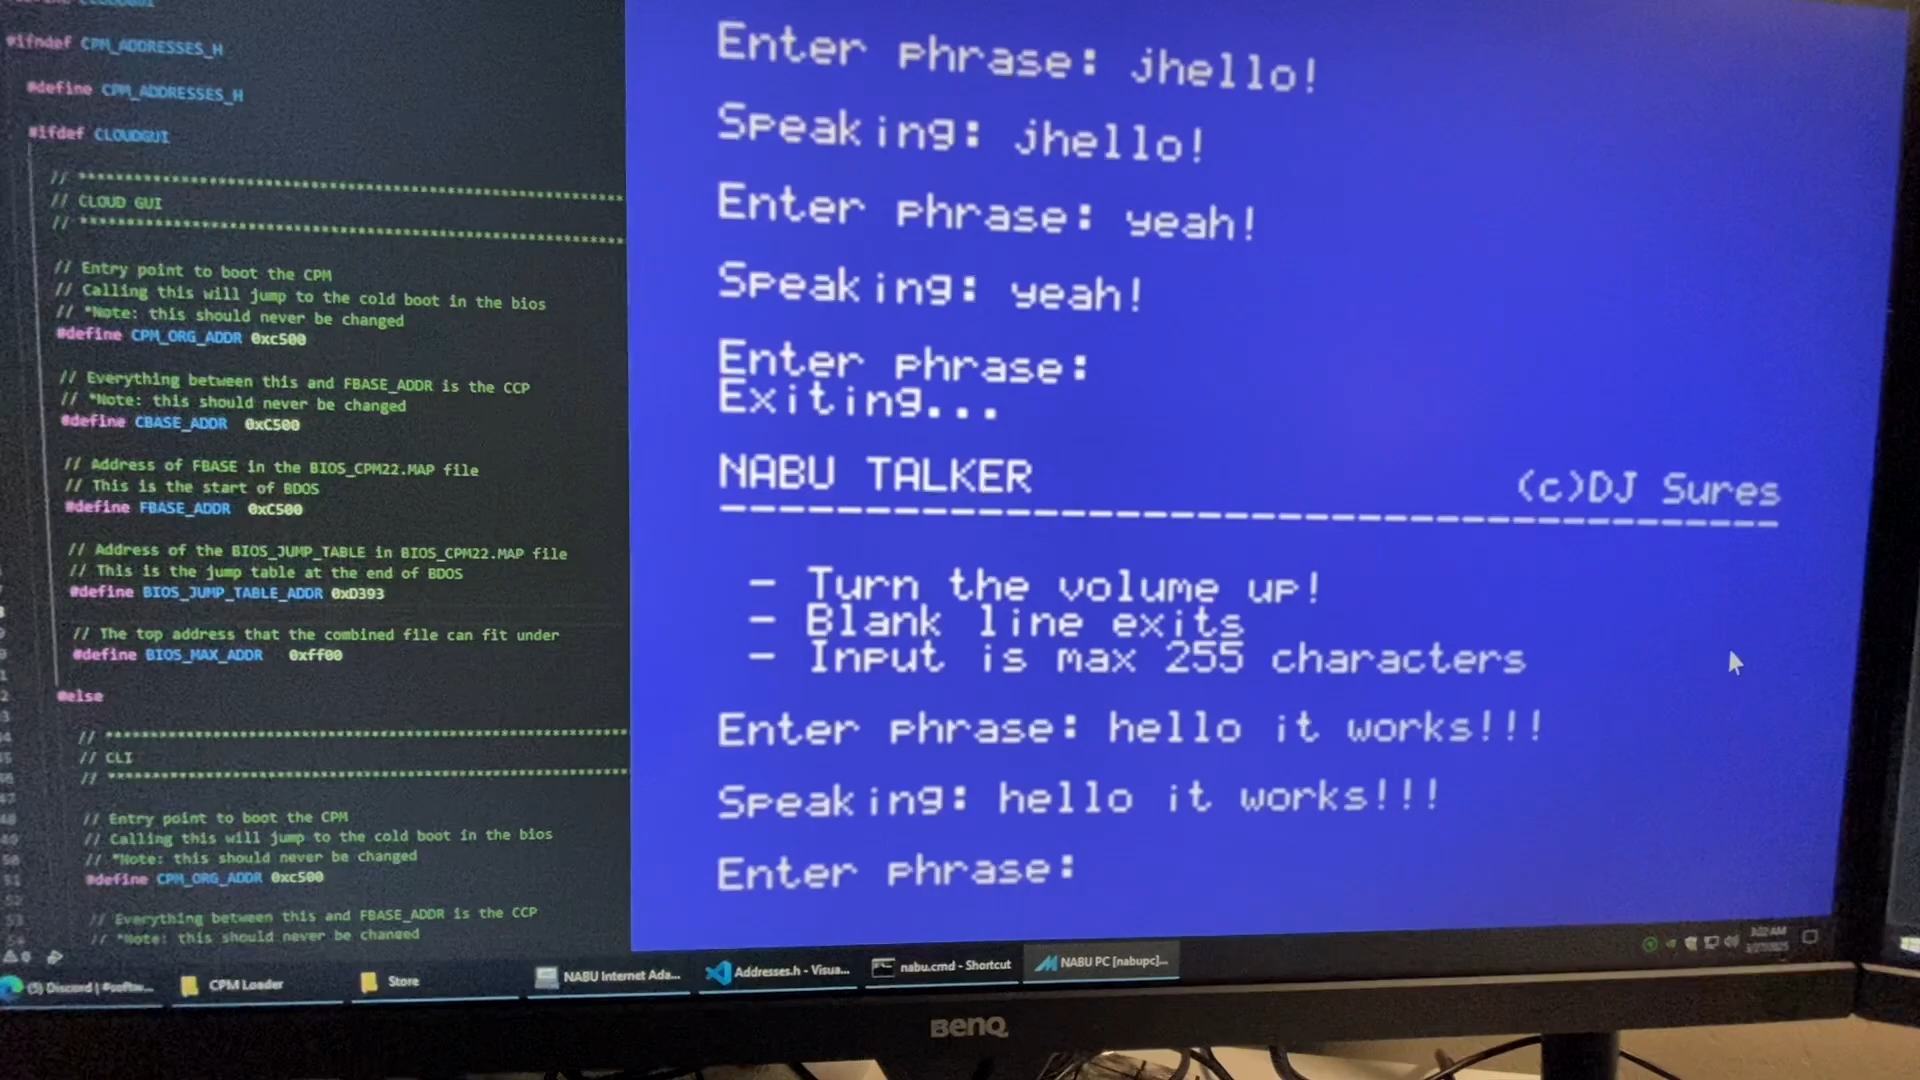 #ifndef CPM_ADDRESSES_H
#define CPM_ADDRESSES_H
#ifdef CLOUDGUI
// ****************************************************************
// CLOUD GUI
// ****************************************************************
// Entry point to boot the CPM
// Calling this will jump to the cold boot in the bios
// *Note: this should never be changed
#define CPM_ORG_ADDR 0xc500
// Everything between this and FBASE_ADDR is the CCP
// *Note: this should never be changed
#define CBASE_ADDR 0xC500
// Address of FBASE in the BIOS_CPM22.MAP file
// This is the start of BDOS
#define FBASE_ADDR 0xC500
// Address of the BIOS_JUMP_TABLE in BIOS_CPM22.MAP file
// This is the jump table at the end of BDOS
#define BIOS_JUMP_TABLE_ADDR 0xD393
// The top address that the combined file can fit under
#define BIOS_MAX_ADDR 0xff00
#else
// ****************************************************************
// CLI
// ****************************************************************
// Entry point to boot the CPM
// Calling this will jump to the cold boot in the bios
// *Note: this should never be changed
#define CPM_ORG_ADDR 0xc500
// Everything between this and FBASE_ADDR is the CCP
// *Note: this should never be changed
Enter phrase: jhello!
Speaking: jhello!
Enter phrase: yeah!
Speaking: yeah!
Enter phrase:
Exiting...
NABU TALKER (c)DJ Sures
------------------------------------
- Turn the volume up!
- Blank line exits
- Input is max 255 characters
Enter phrase: hello it works!!!
Speaking: hello it works!!!
Enter phrase:
(3) Discord | #softw...
CPM Loader
Store
NABU Internet Ada...
Addresses.h - Visua...
nabu.cmd - Shortcut
NABU PC [nabupc]...
3:02 AM
BenQ